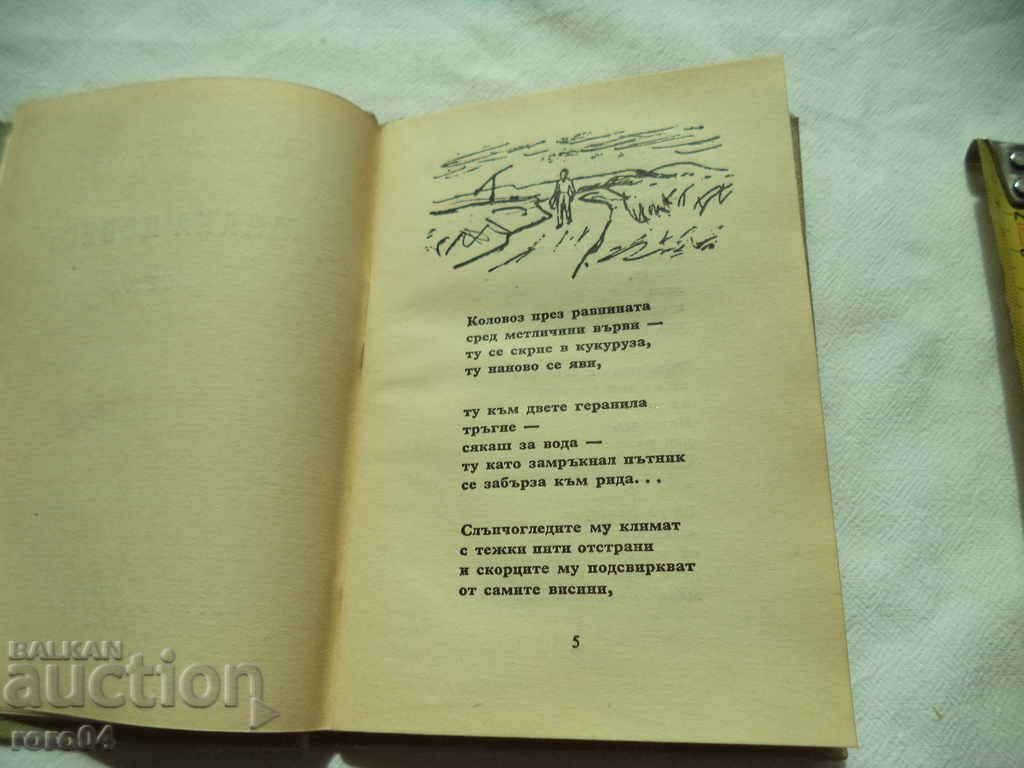 Коловоз през равнината
сред метличини върви —
ту се скрие в кукуруза,
ту наново се яви,
ту към двете геранила
тръгне —
сякаш за вода —
ту като замръкнал пътник
се забърза към рида...
Слънчогледите му климат
с тежки пити отстрани
и скорците му подсвиркват
от самите висини,
5
BALKAN
auction
roro04